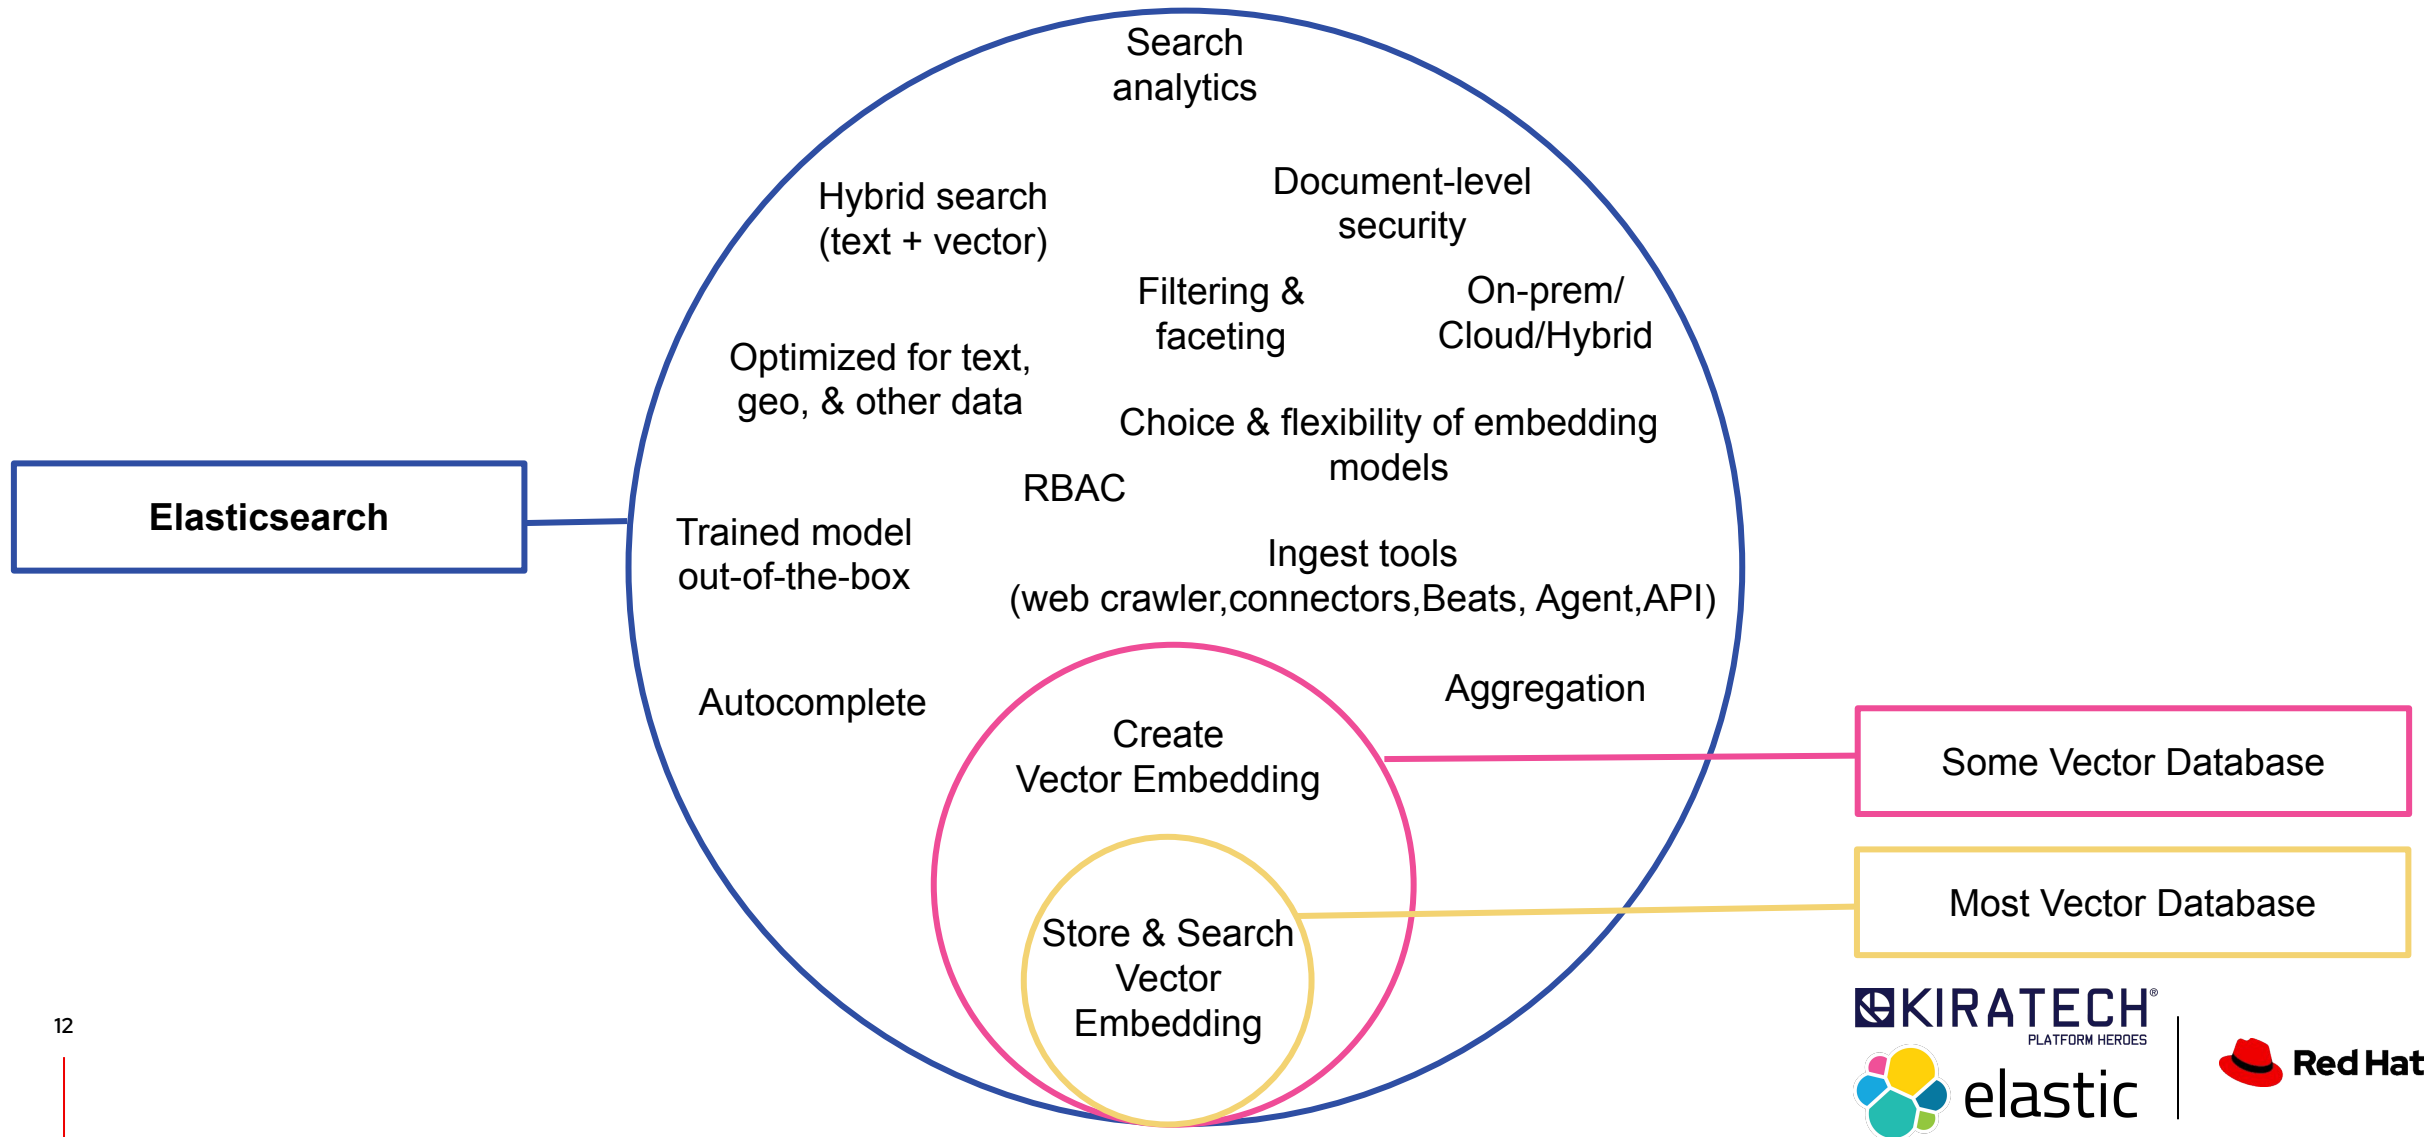 Search
analytics
Hybrid search
(text + vector)
Document-level
security
Filtering &
faceting
On-prem/
Cloud/Hybrid
Optimized for text,
geo, & other data
Choice & flexibility of embedding
models
RBAC
Elasticsearch
Trained model
out-of-the-box
Ingest tools
(web crawler,connectors,Beats, Agent,API)
Autocomplete
Aggregation
Create
Vector Embedding
Some Vector Database
Most Vector Database
Store & Search
Vector
Embedding
12
KIRATECH®
PLATFORM HEROES
elastic
Red Hat